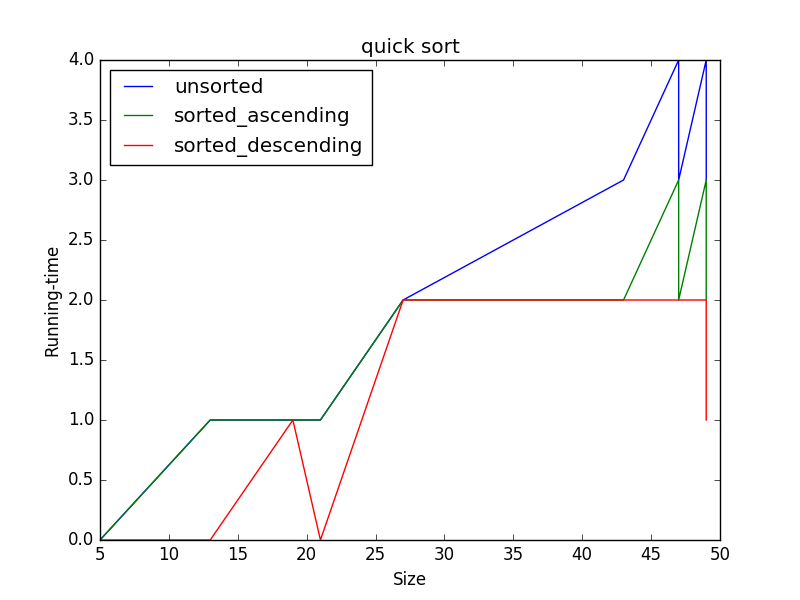 quick sort
unsorted
sorted_ascending
sorted_descending
Running-time
4.0
3.5
3.0
2.5
2.0
1.5
1.0
0.5
0.0
5 10 15 20 25 30 35 40 45 50
Size